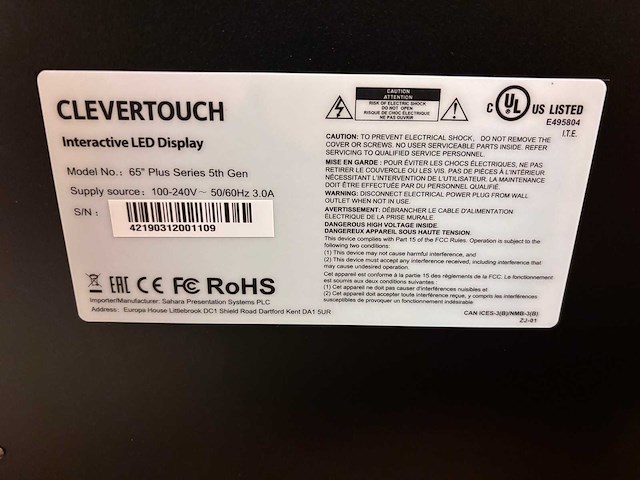 CLEVERTOUCH
Interactive LED Display
Model No.: 65" Plus Series 5th Gen
Supply source: 100-240V~ 50/60Hz 3.0A
S/N:
42190312001109
EAC CE FC RoHS
Importer/Manufacturer: Sahara Presentation Systems PLC
Address: Europa House Littlebrook DC1 Shield Road Dartford Kent DA1 5UR
CAUTION
ATTENTION
RISK OF ELECTRIC SHOCK
DO NOT OPEN
RISQUE DE CHOC ÉLECTRIQUE
NE PAS OUVRIR
C UL US LISTED
E495804
I.T.E.
CAUTION: TO PREVENT ELECTRICAL SHOCK, DO NOT REMOVE THE
COVER OR SCREWS. NO USER SERVICEABLE PARTS INSIDE. REFER
SERVICING TO QUALIFIED SERVICE PERSONNEL.
MISE EN GARDE: POUR ÉVITER LES CHOCS ÉLECTRIQUES, NE PAS
RETIRER LE COUVERCLE OU LES VIS. PAS DE PIÈCES À L'INTÉRIEUR
NÉCESSITANT L'INTERVENTION DE L'UTILISATEUR. LA MAINTENANCE
DOIT ÊTRE EFFECTUÉE PAR DU PERSONNEL QUALIFIÉ.
WARNING: DISCONNECT ELECTRICAL POWER PLUG FROM WALL
OUTLET WHEN NOT IN USE.
AVERTISSEMENT: DÉBRANCHER LE CABLE D'ALIMENTATION
ÉLECTRIQUE DE LA PRISE MURALE.
DANGEROUS HIGH VOLTAGE INSIDE.
DANGEREUX APPAREIL SOUS HAUTE TENSION.
This device complies with Part 15 of the FCC Rules. Operation is subject to the
following two conditions:
(1) This device may not cause harmful interference, and
(2) This device must accept any interference received, including interference that
may cause undesired operation.
Cet appareil est conforme à la partie 15 des règlements de la FCC. Le fonctionnement
est soumis aux deux conditions suivantes:
(1) Cet appareil ne doit pas causer d'interférences nuisibles et
(2) Cet appareil doit accepter toute interférence reçue, y compris les interférences
susceptibles de provoquer un fonctionnement indésirable.
CAN ICES-3(B)/NMB-3(B)
ZJ-81